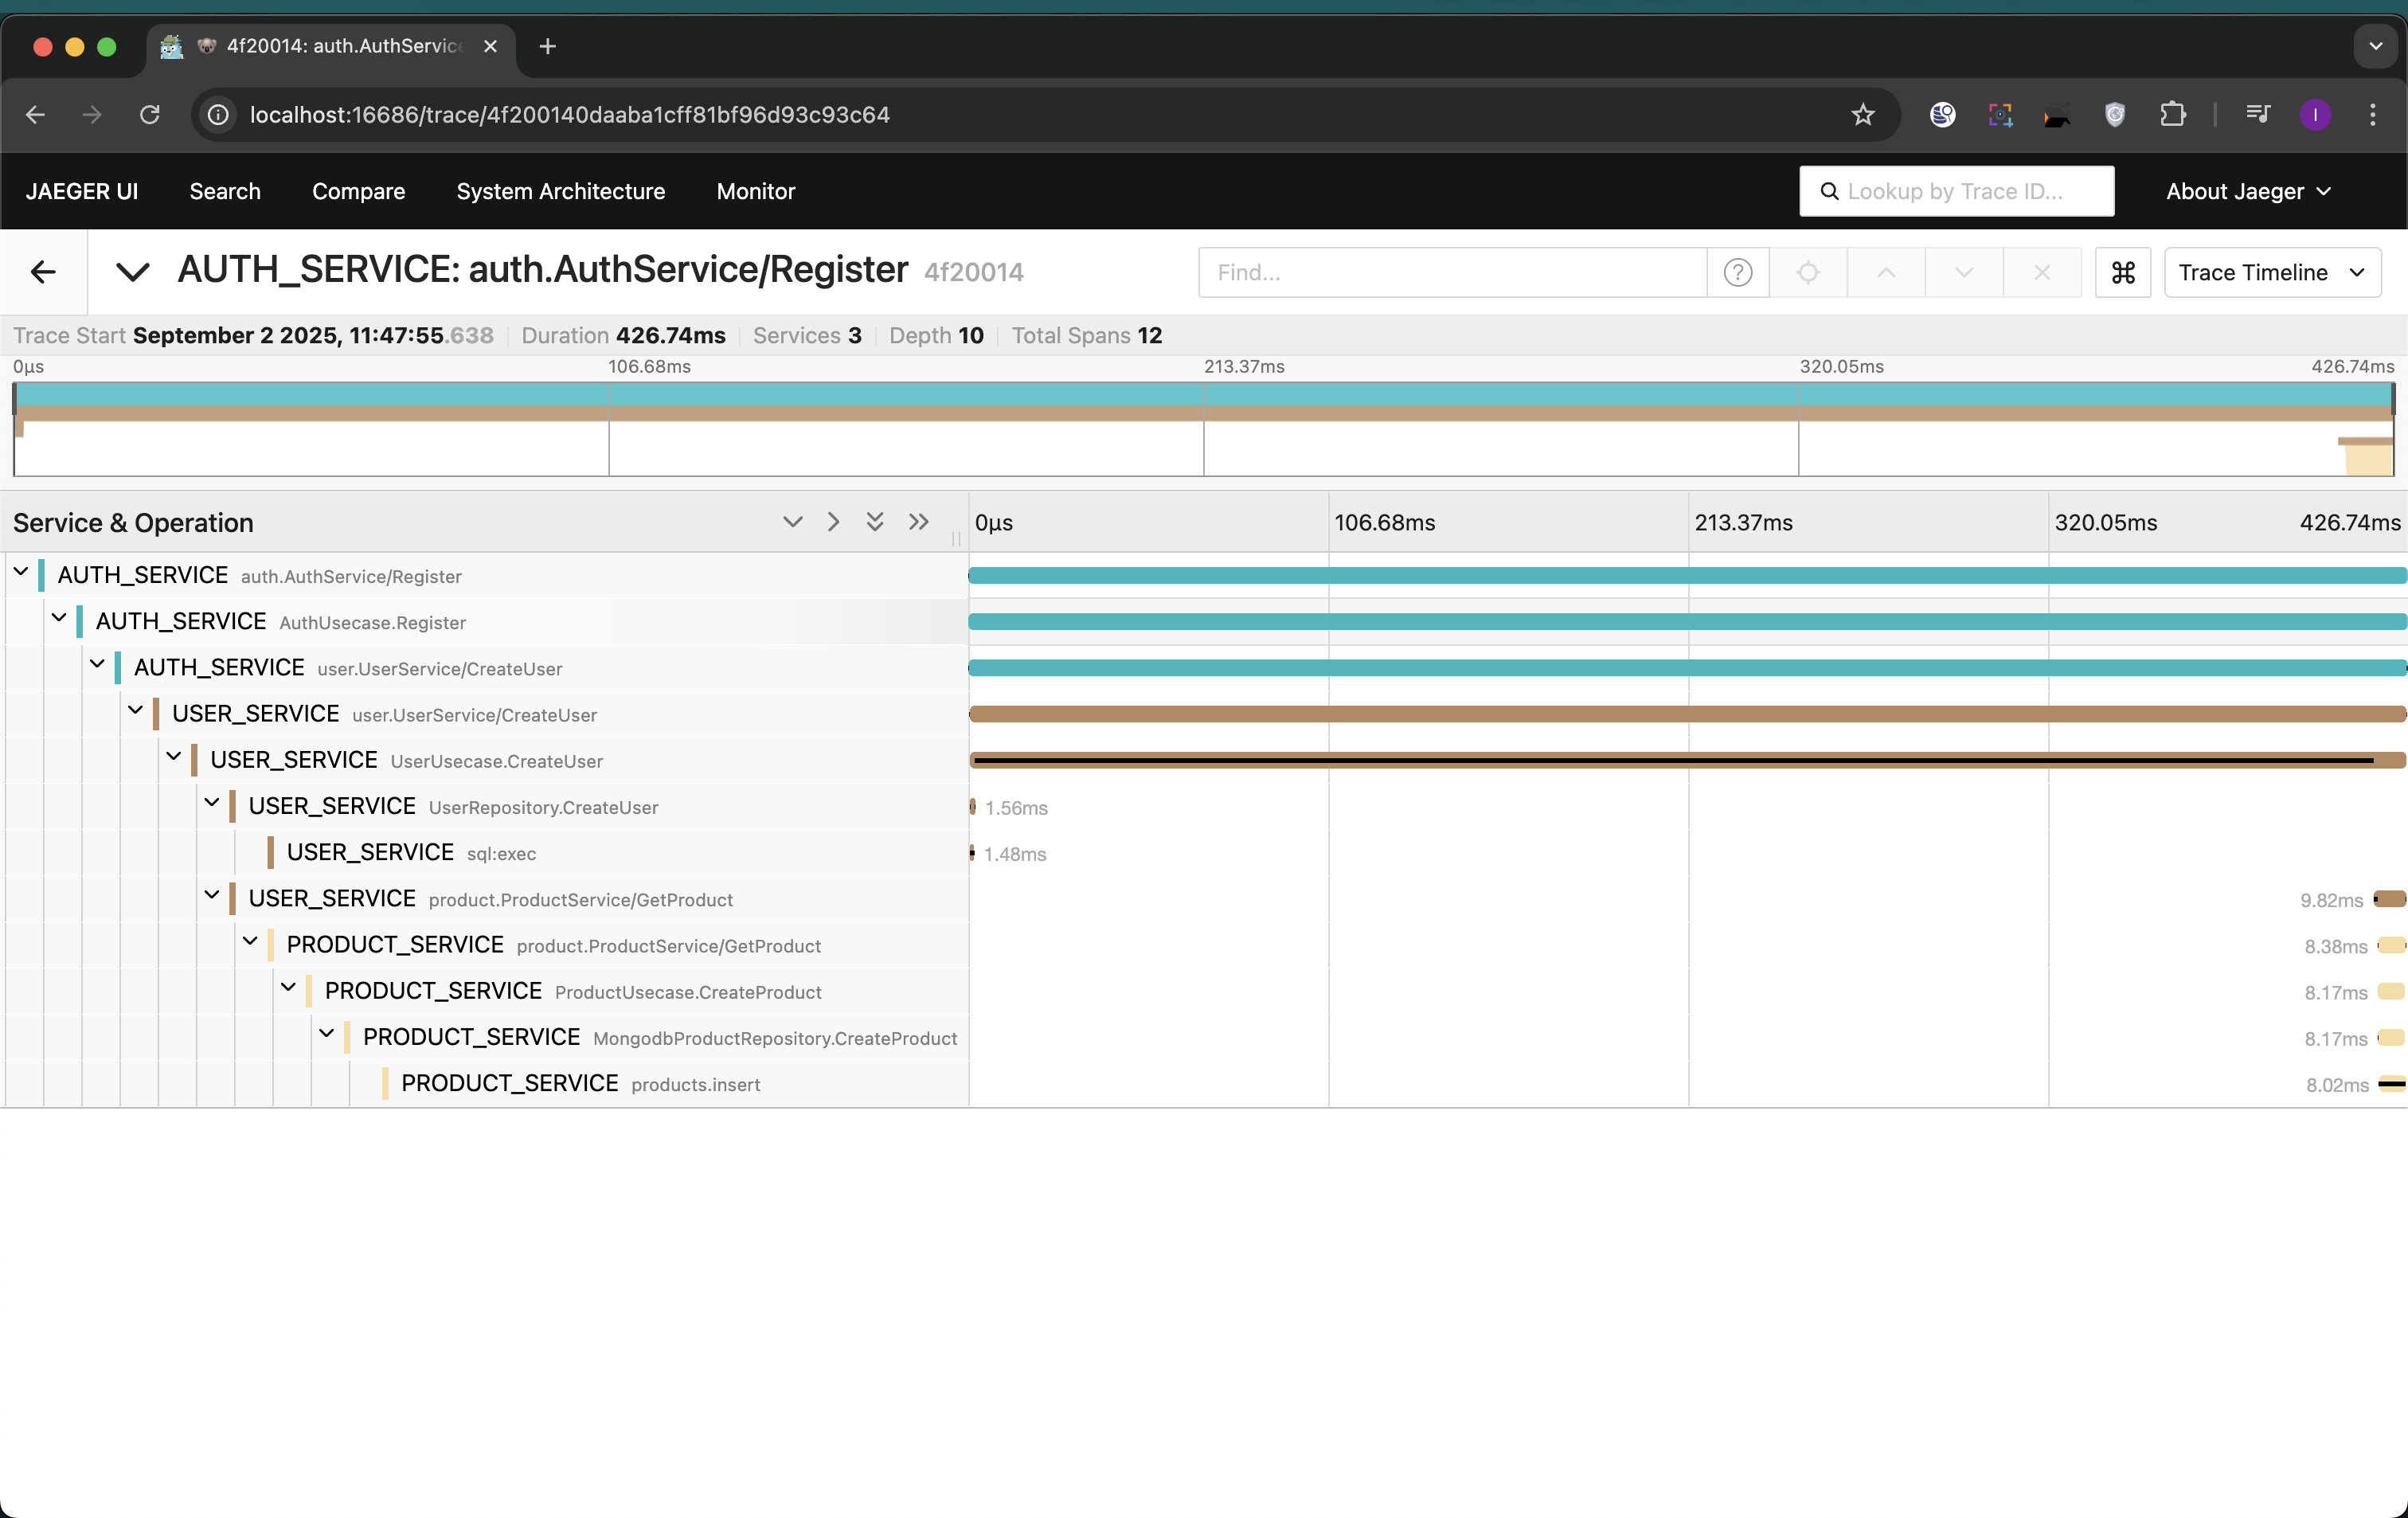 4f20014: auth.AuthService
localhost:16686/trace/4f200140daaba1cff81bf96d93c93c64
I
JAEGER UI Search Compare System Architecture Monitor Lookup by Trace ID... About Jaeger
AUTH_SERVICE: auth.AuthService/Register 4f20014 Find... Trace Timeline
Trace Start September 2 2025, 11:47:55.638 Duration 426.74ms Services 3 Depth 10 Total Spans 12
0μs 106.68ms 213.37ms 320.05ms 426.74ms
Service & Operation 0μs 106.68ms 213.37ms 320.05ms 426.74ms
AUTH_SERVICE auth.AuthService/Register
AUTH_SERVICE AuthUsecase.Register
AUTH_SERVICE user.UserService/CreateUser
USER_SERVICE user.UserService/CreateUser
USER_SERVICE UserUsecase.CreateUser
USER_SERVICE UserRepository.CreateUser 1.56ms
USER_SERVICE sql:exec 1.48ms
USER_SERVICE product.ProductService/GetProduct 9.82ms
PRODUCT_SERVICE product.ProductService/GetProduct 8.38ms
PRODUCT_SERVICE ProductUsecase.CreateProduct 8.17ms
PRODUCT_SERVICE MongodbProductRepository.CreateProduct 8.17ms
PRODUCT_SERVICE products.insert 8.02ms